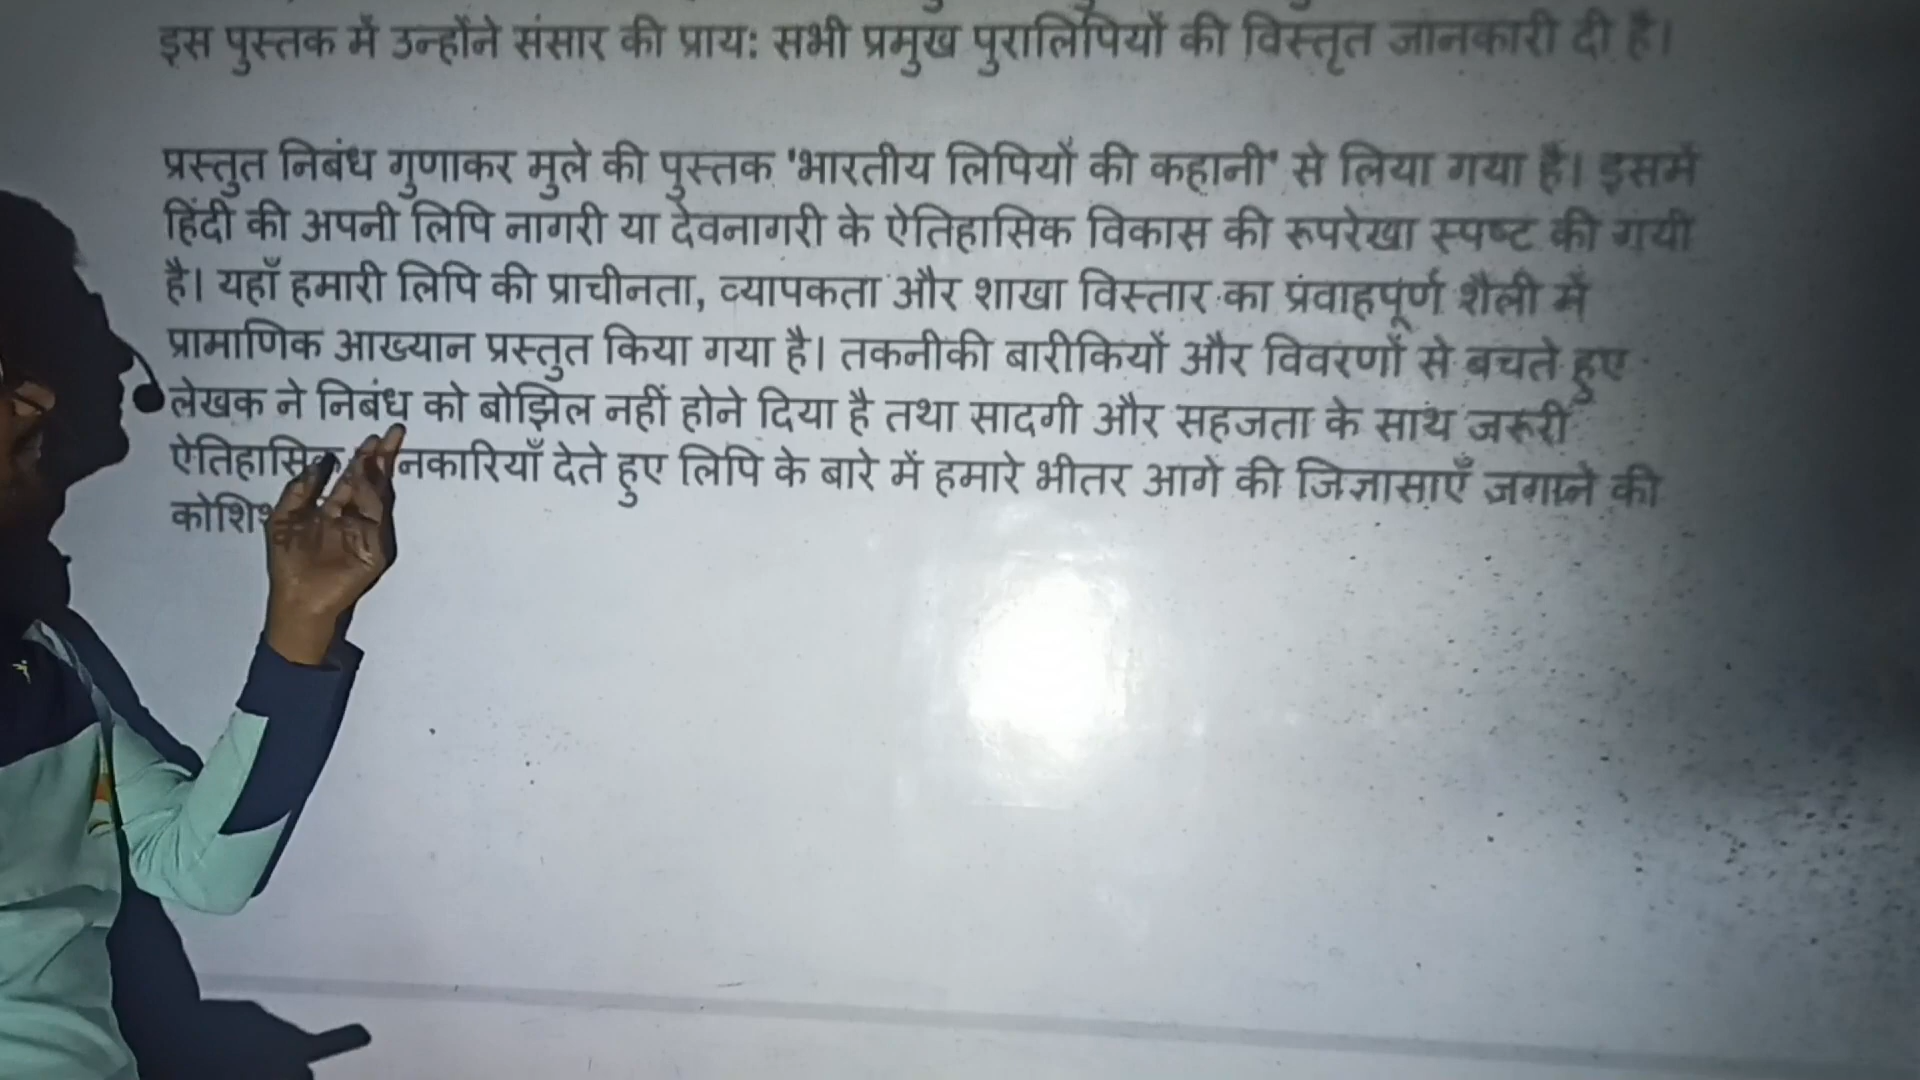 इस पुस्तक में उन्होंने संसार की प्रायः सभी प्रमुख पुरालिपियों की विस्तृत जानकारी दी है।
प्रस्तुत निबंध गुणाकर मुले की पुस्तक 'भारतीय लिपियों की कहानी' से लिया गया है। इसमें
हिंदी की अपनी लिपि नागरी या देवनागरी के ऐतिहासिक विकास की रूपरेखा स्पष्ट की गयी
है। यहाँ हमारी लिपि की प्राचीनता, व्यापकता और शाखा विस्तार का प्रवाहपूर्ण शैली में
प्रामाणिक आख्यान प्रस्तुत किया गया है। तकनीकी बारीकियों और विवरणों से बचते हुए
लेखक ने निबंध को बोझिल नहीं होने दिया है तथा सादगी और सहजता के साथ जरूरी
ऐतिहासिक नकारियाँ देते हुए लिपि के बारे में हमारे भीतर आगे की जिज्ञासाएँ जगाने की
कोशिश की है